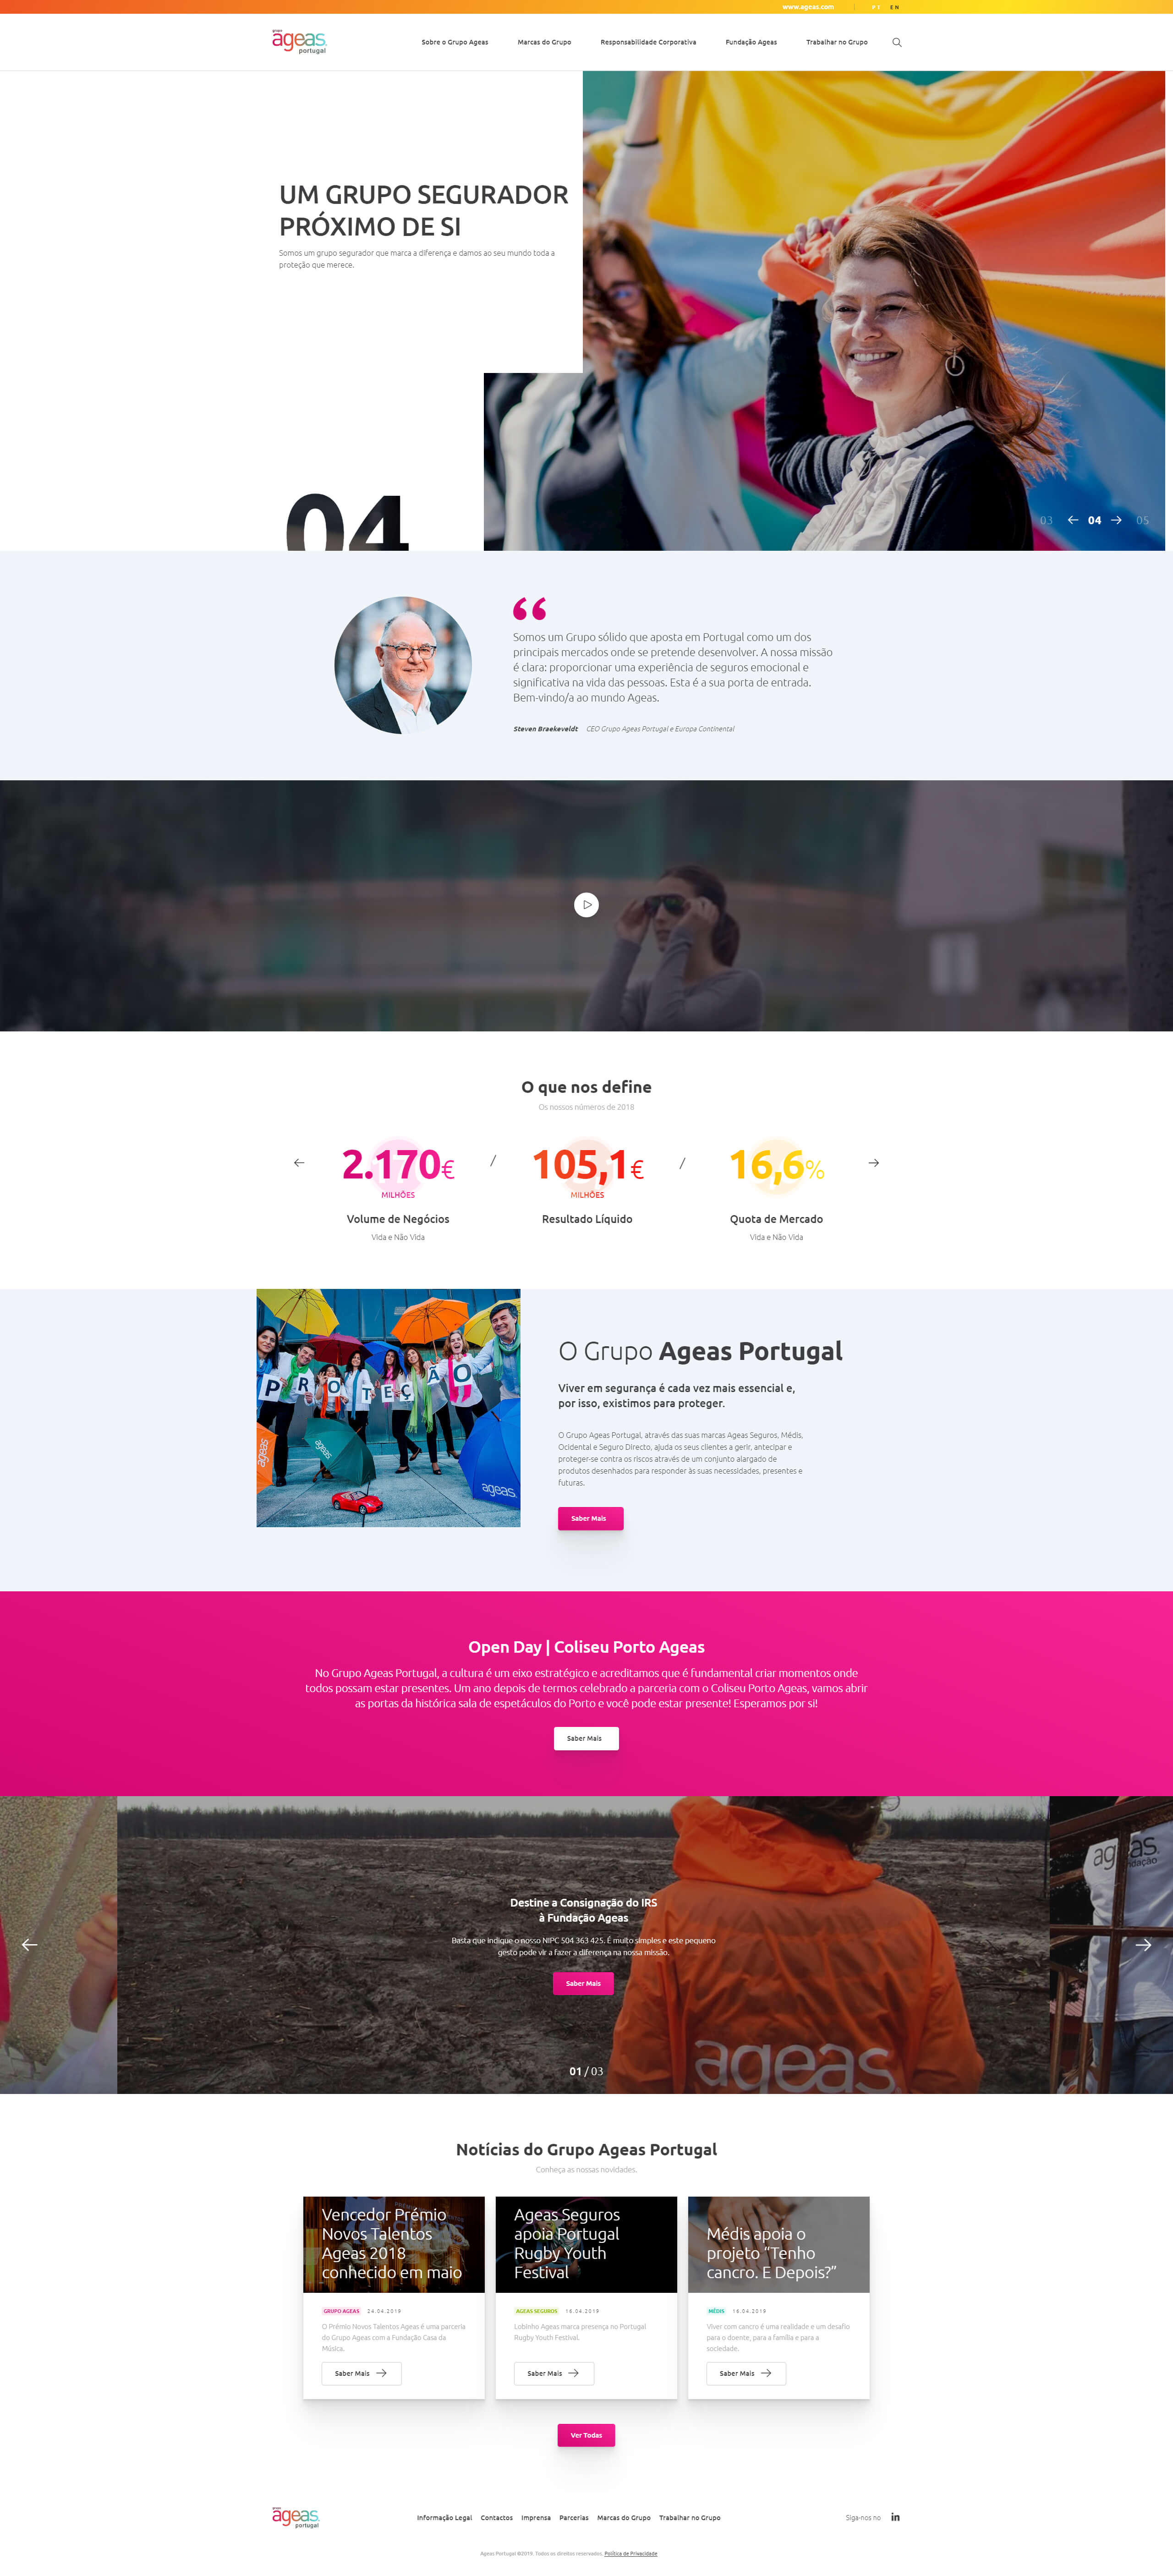 www.ageas.com | PT EN
grupo ageas. portugal
Sobre o Grupo Ageas Marcas do Grupo Responsabilidade Corporativa Fundação Ageas Trabalhar no Grupo
UM GRUPO SEGURADOR
PRÓXIMO DE SI
Somos um grupo segurador que marca a diferença e damos ao seu mundo toda a
proteção que merece.
04
03 04 05
Somos um Grupo sólido que aposta em Portugal como um dos
principais mercados onde se pretende desenvolver. A nossa missão
é clara: proporcionar uma experiência de seguros emocional e
significativa na vida das pessoas. Esta é a sua porta de entrada.
Bem-vindo/a ao mundo Ageas.
Steven Braekeveldt CEO Grupo Ageas Portugal e Europa Continental
O que nos define
Os nossos números de 2018
2.170€ / 105,1€ / 16,6%
MILHÕES MILHÕES
Volume de Negócios Resultado Líquido Quota de Mercado
Vida e Não Vida Vida e Não Vida
PROTEÇÃO
ageas
ageas
ageas.
O Grupo Ageas Portugal
Viver em segurança é cada vez mais essencial e,
por isso, existimos para proteger.
O Grupo Ageas Portugal, através das suas marcas Ageas Seguros, Médis,
Ocidental e Seguro Directo, ajuda os seus clientes a gerir, antecipar e
proteger-se contra os riscos através de um conjunto alargado de
produtos desenhados para responder às suas necessidades, presentes e
futuras.
Saber Mais
Open Day | Coliseu Porto Ageas
No Grupo Ageas Portugal, a cultura é um eixo estratégico e acreditamos que é fundamental criar momentos onde
todos possam estar presentes. Um ano depois de termos celebrado a parceria com o Coliseu Porto Ageas, vamos abrir
as portas da histórica sala de espetáculos do Porto e você pode estar presente! Esperamos por si!
Saber Mais
Destine a Consignação do IRS
à Fundação Ageas
Basta que indique o nosso NIPC 504 363 425. É muito simples e este pequeno
gesto pode vir a fazer a diferença na nossa missão.
Saber Mais
01 / 03
ageas
ageas.
Notícias do Grupo Ageas Portugal
Conheça as nossas novidades.
Vencedor Prémio
Novos Talentos
Ageas 2018
conhecido em maio
GRUPO AGEAS 24.04.2019
O Prémio Novos Talentos Ageas é uma parceria
do Grupo Ageas com a Fundação Casa da
Música.
Saber Mais
Ageas Seguros
apoia Portugal
Rugby Youth
Festival
AGEAS SEGUROS 18.04.2019
Lobinho Ageas marca presença no Portugal
Rugby Youth Festival.
Saber Mais
Médis apoia o
projeto “Tenho
cancro. E Depois?”
MÉDIS 16.04.2019
Viver com cancro é uma realidade e um desafio
para o doente, para a família e para a
sociedade.
Saber Mais
Ver Todas
grupo ageas. portugal
Informação Legal Contactos Imprensa Parcerias Marcas do Grupo Trabalhar no Grupo
Siga-nos no in
Ageas Portugal ©2019. Todos os direitos reservados. Política de Privacidade